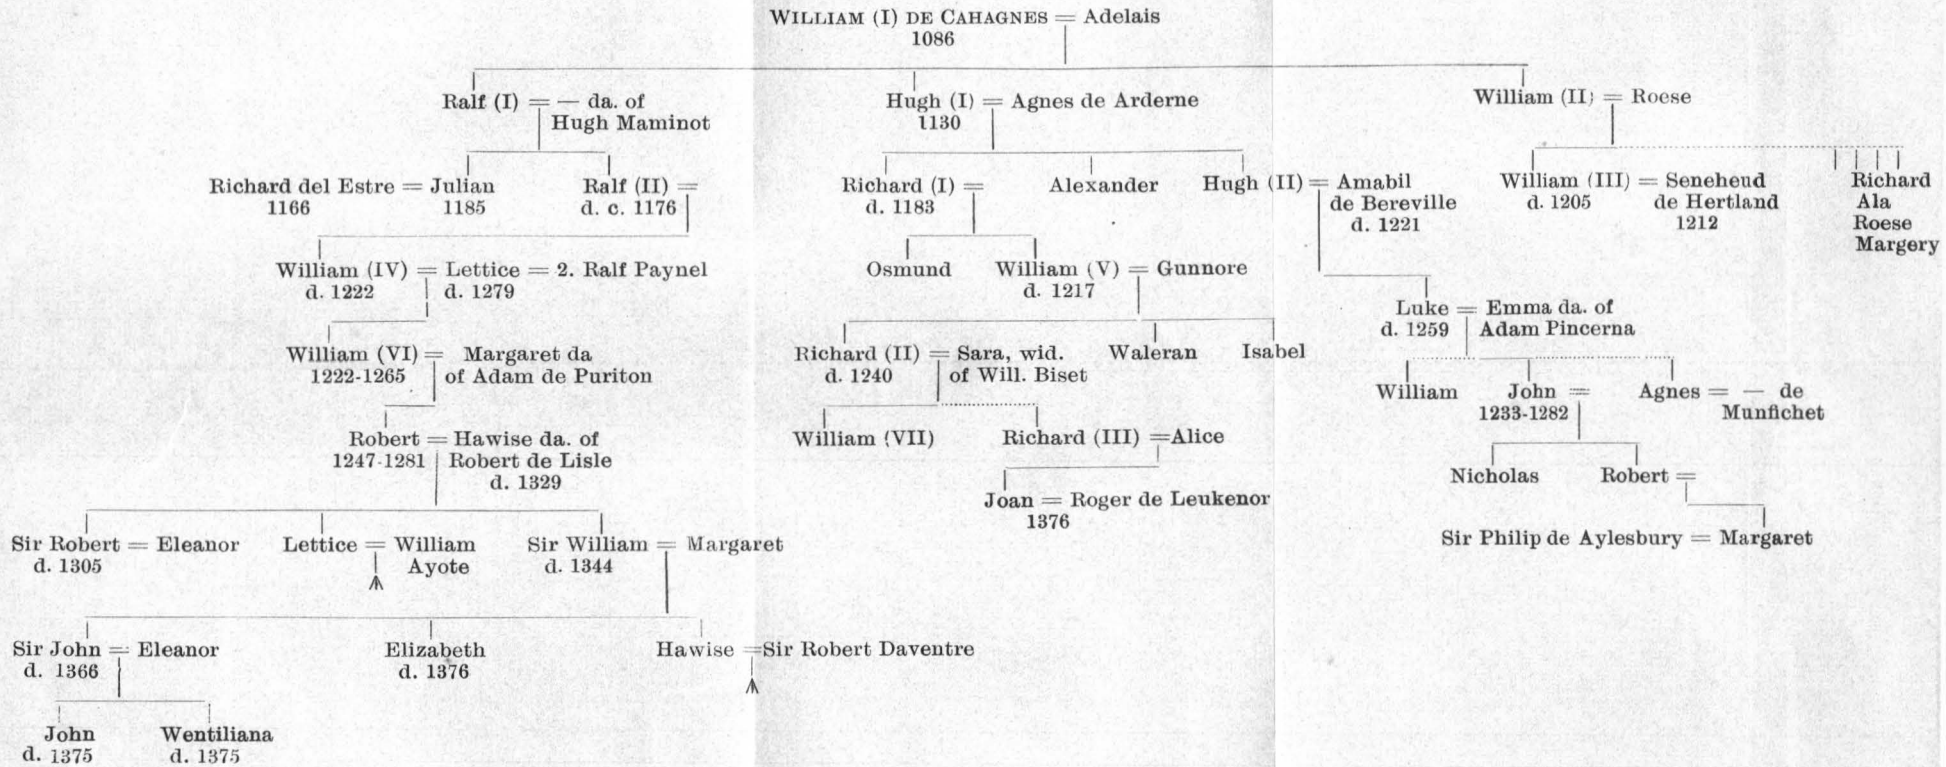 WILLIAM (I) DE CAHAGNES = Adelais
1086
Ralf (I) = — da. of
Hugh Maminot
Hugh (I) = Agnes de Arderne
1130
William (II) = Roese
Richard del Estre = Julian
1166
1185
Ralf (II) =
d. c. 1176
Richard (I) =
d. 1183
Alexander
Hugh (II) = Amabil
de Bereville
d. 1221
William (III) = Seneheud
d. 1205
de Hertland
1212
Richard
Ala
Roese
Margery
William (IV) = Lettice = 2. Ralf Paynel
d. 1222
d. 1279
Osmund
William (V) = Gunnore
d. 1217
Luke = Emma da. of
d. 1259
Adam Pincerna
William (VI) = Margaret da
1222-1265
of Adam de Puriton
Richard (II) = Sara, wid.
d. 1240
of Will. Biset
Waleran
Isabel
William
John =
1233-1282
Agnes = — de
Munfichet
Robert = Hawise da. of
1247-1281
Robert de Lisle
d. 1329
William (VII)
Richard (III) =Alice
Nicholas
Robert =
Joan = Roger de Leukenor
1376
Sir Robert = Eleanor
d. 1305
Lettice = William
Ayote
Sir William = Margaret
d. 1344
Sir Philip de Aylesbury = Margaret
Sir John = Eleanor
d. 1366
Elizabeth
d. 1376
Hawise =Sir Robert Daventre
John
d. 1375
Wentiliana
d. 1375